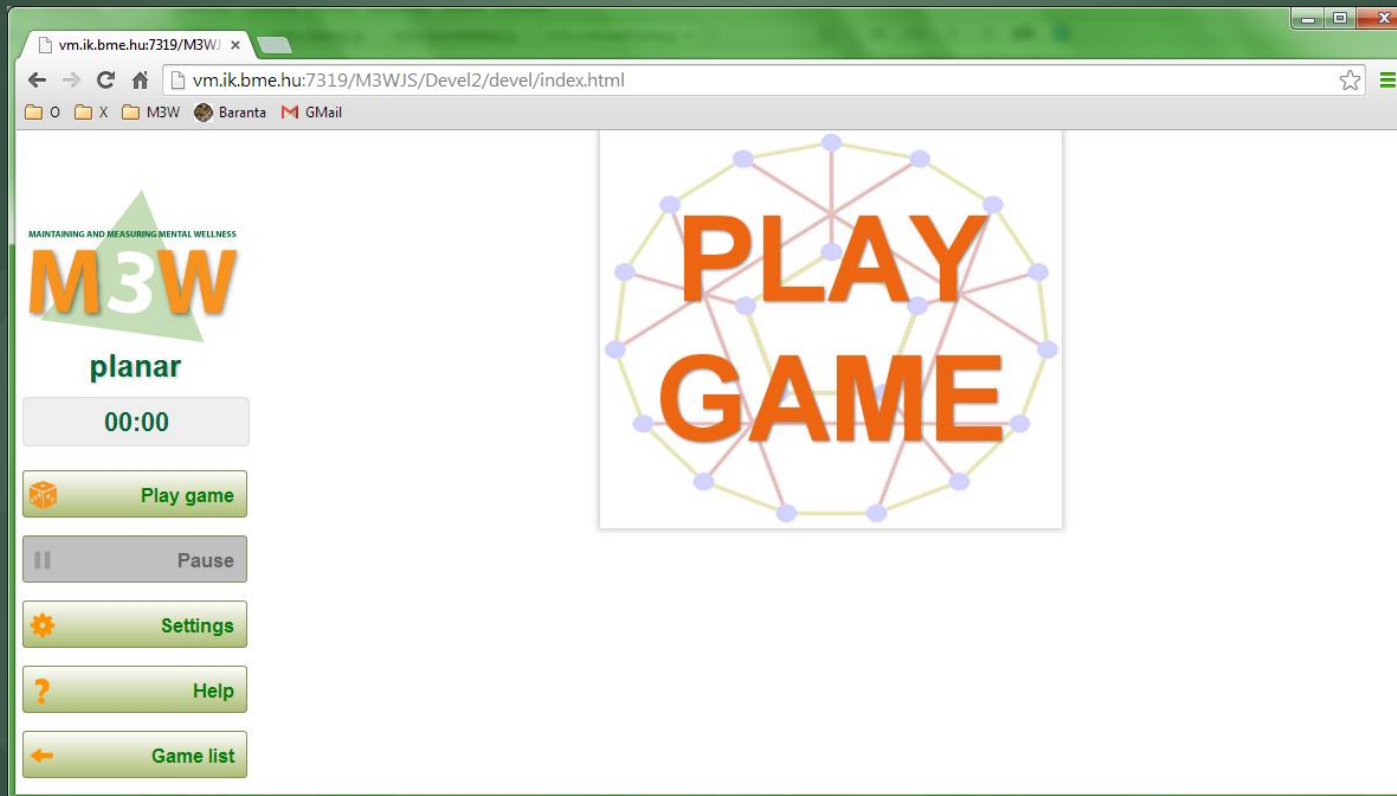 vm.ik.bme.hu:7319/M3WJ
vm.ik.bme.hu:7319/M3WJS/Devel2/devel/index.html
O X M3W Baranta GMail
MAINTAINING AND MEASURING MENTAL WELLNESS
M3W
planar
00:00
Play game
Pause
Settings
Help
Game list
PLAY
GAME